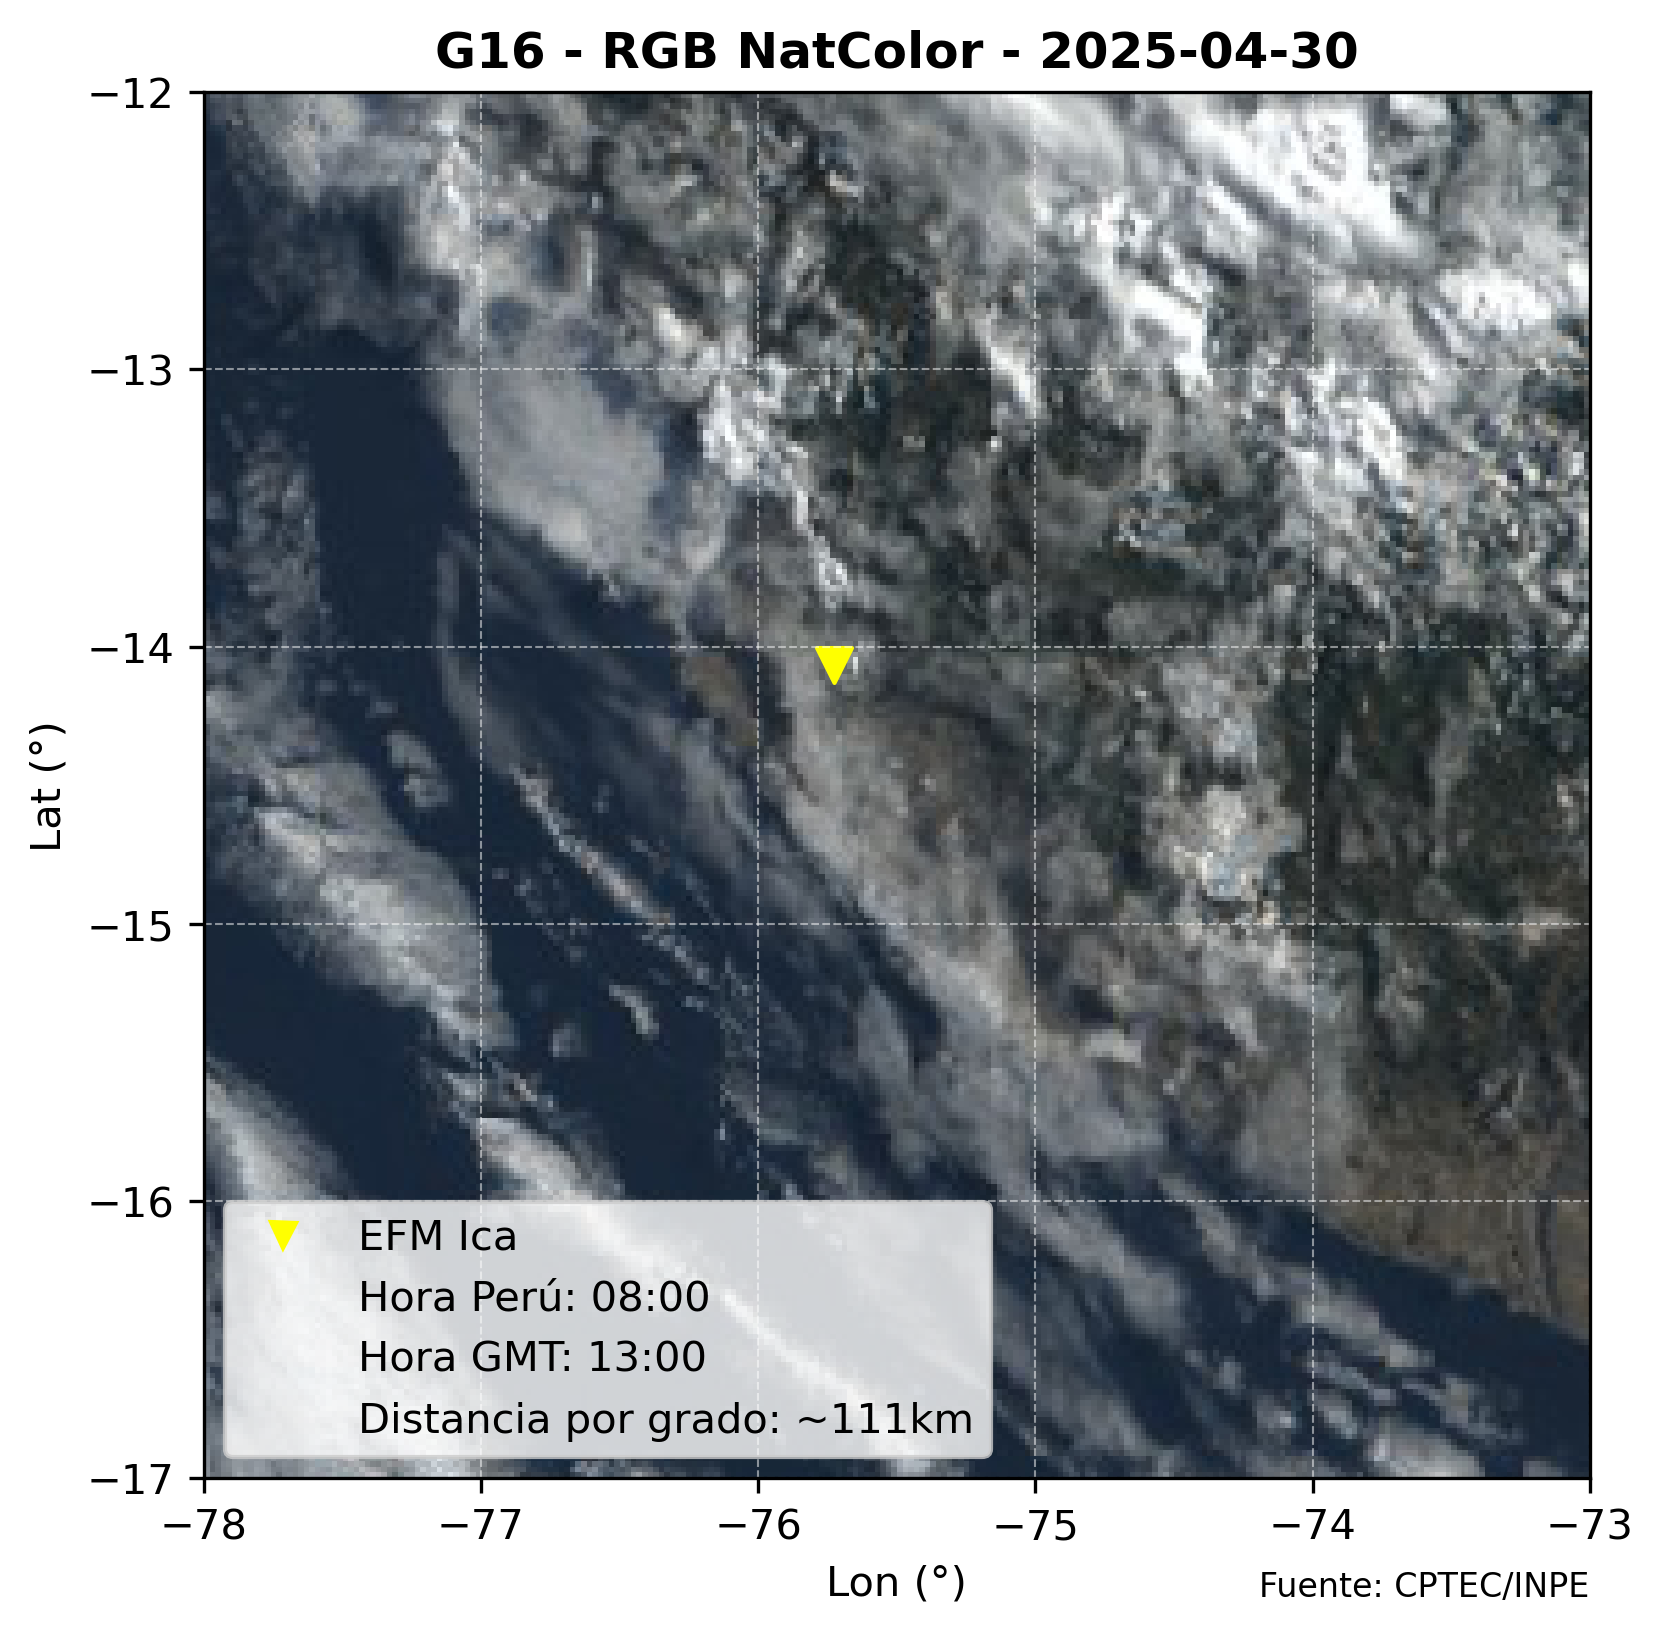 G16 - RGB NatColor - 2025-04-30
−12
−13
−14
−15
−16
−17
Lat (°)
EFM Ica
Hora Perú: 08:00
Hora GMT: 13:00
Distancia por grado: ~111km
−78 −77 −76 −75 −74 −73
Lon (°)
Fuente: CPTEC/INPE